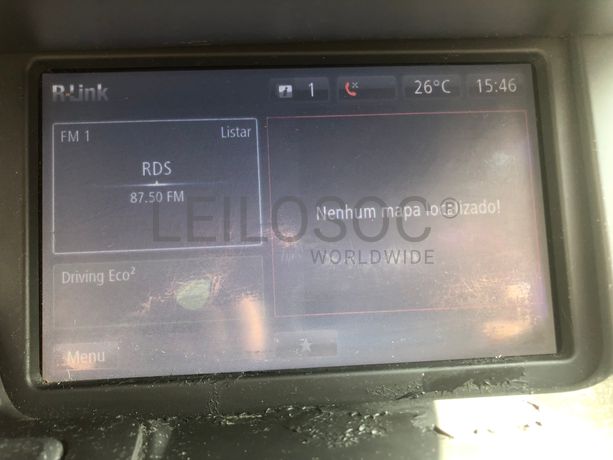 R-Link
1
26°C
15:46
FM 1
Listar
RDS
87.50 FM
Nenhum mapa localizado!
LEILOSOC®
WORLDWIDE
Driving Eco²
Menu